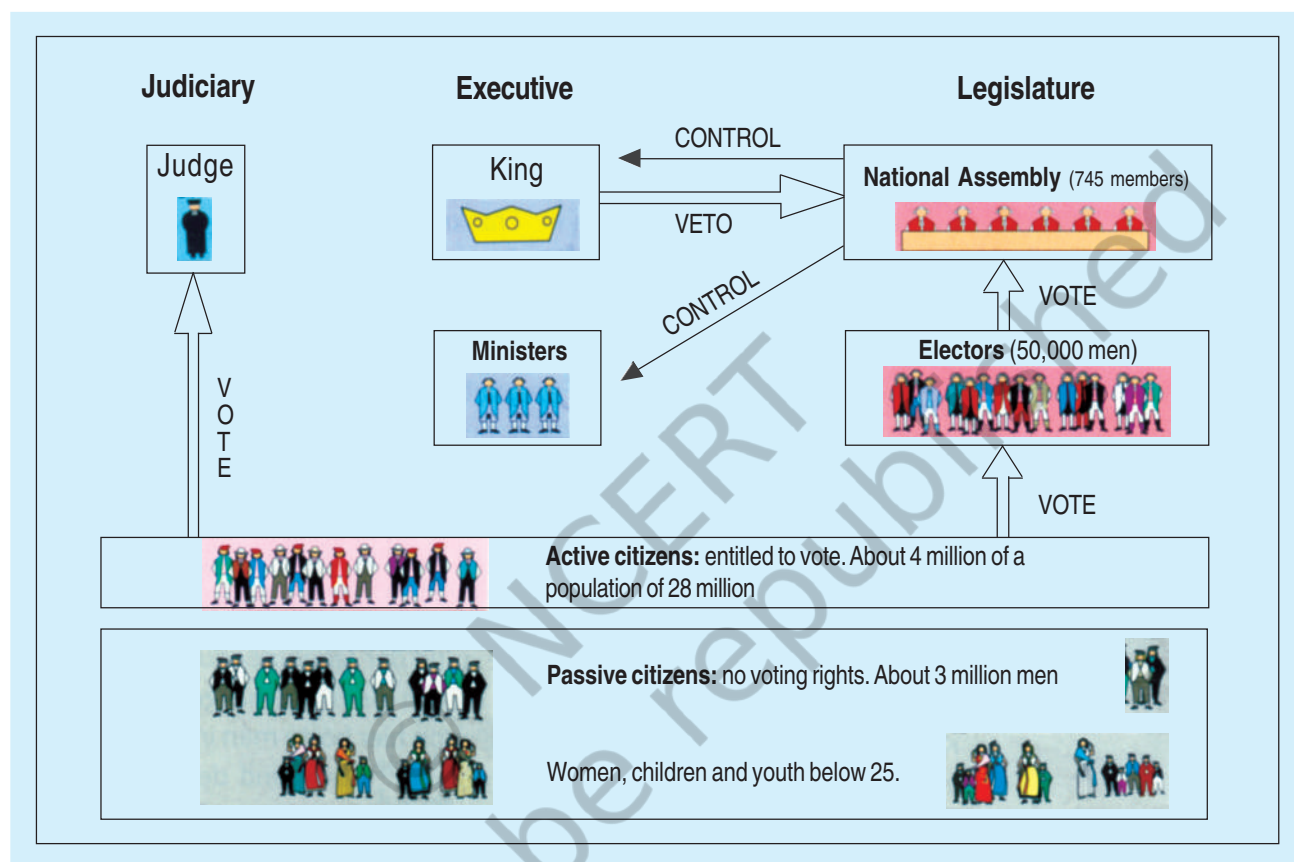 Judiciary
Executive
Legislature
Judge
King
CONTROL
VETO
National Assembly (745 members)
CONTROL
VOTE
Ministers
Electors (50,000 men)
VOTE
VOTE
Active citizens: entitled to vote. About 4 million of a
population of 28 million
Passive citizens: no voting rights. About 3 million men
Women, children and youth below 25.
© NCERT
be republished